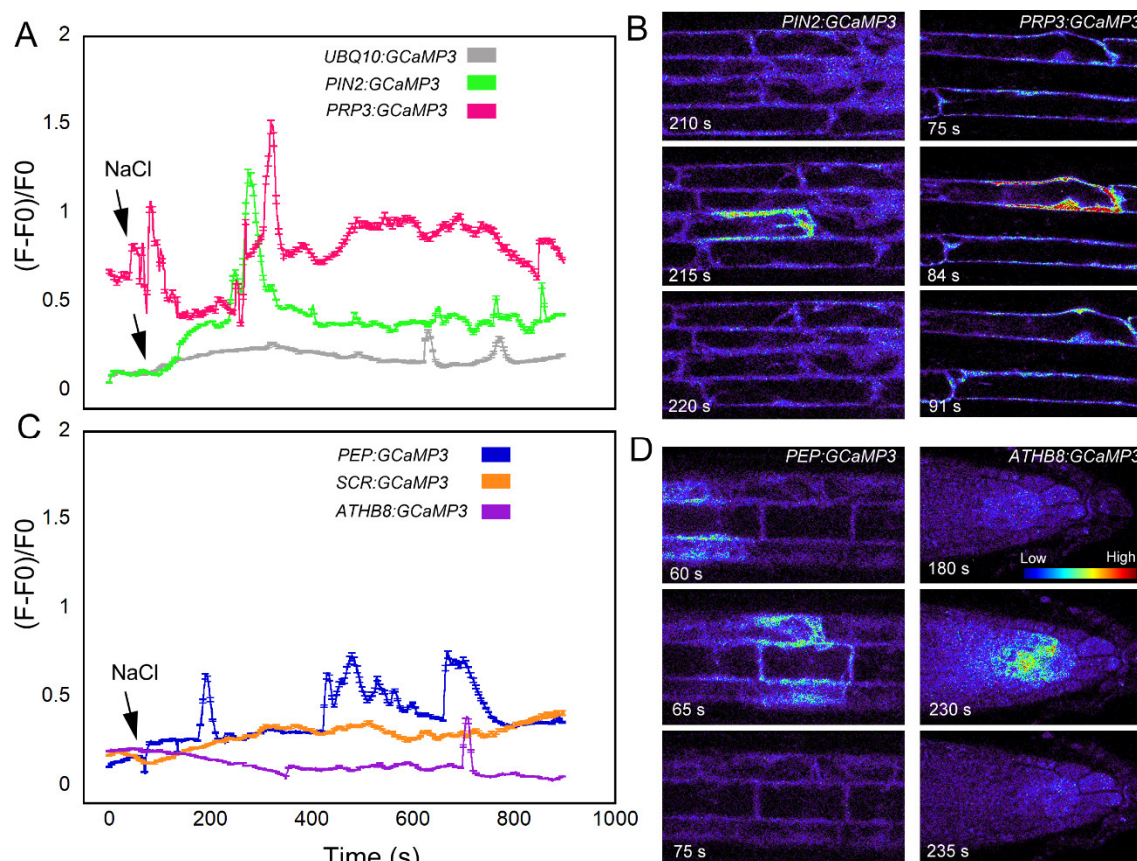 A
2
1.5
1
0.5
0
(F-F0)/F0
UBQ10:GCaMP3
PIN2:GCaMP3
PRP3:GCaMP3
NaCl
B
PIN2:GCaMP3
PRP3:GCaMP3
210 s
75 s
215 s
84 s
220 s
91 s
C
2
1.5
1
0.5
0
(F-F0)/F0
PEP:GCaMP3
SCR:GCaMP3
ATHB8:GCaMP3
NaCl
0 200 400 600 800 1000
Time (s)
D
PEP:GCaMP3
ATHB8:GCaMP3
60 s
Low High
180 s
65 s
230 s
75 s
235 s